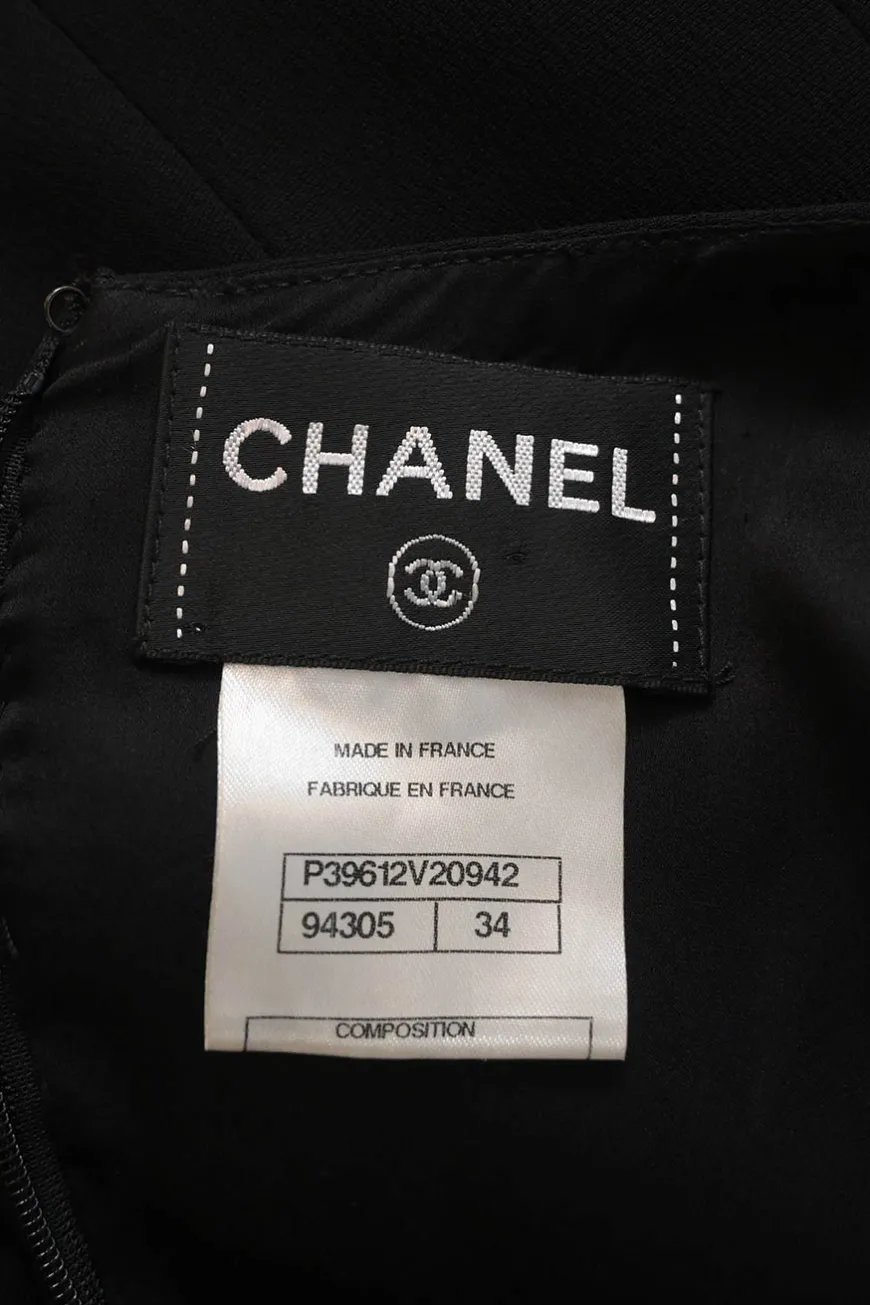 CHANEL
MADE IN FRANCE
FABRIQUE EN FRANCE
P39612V20942
94305 34
COMPOSITION